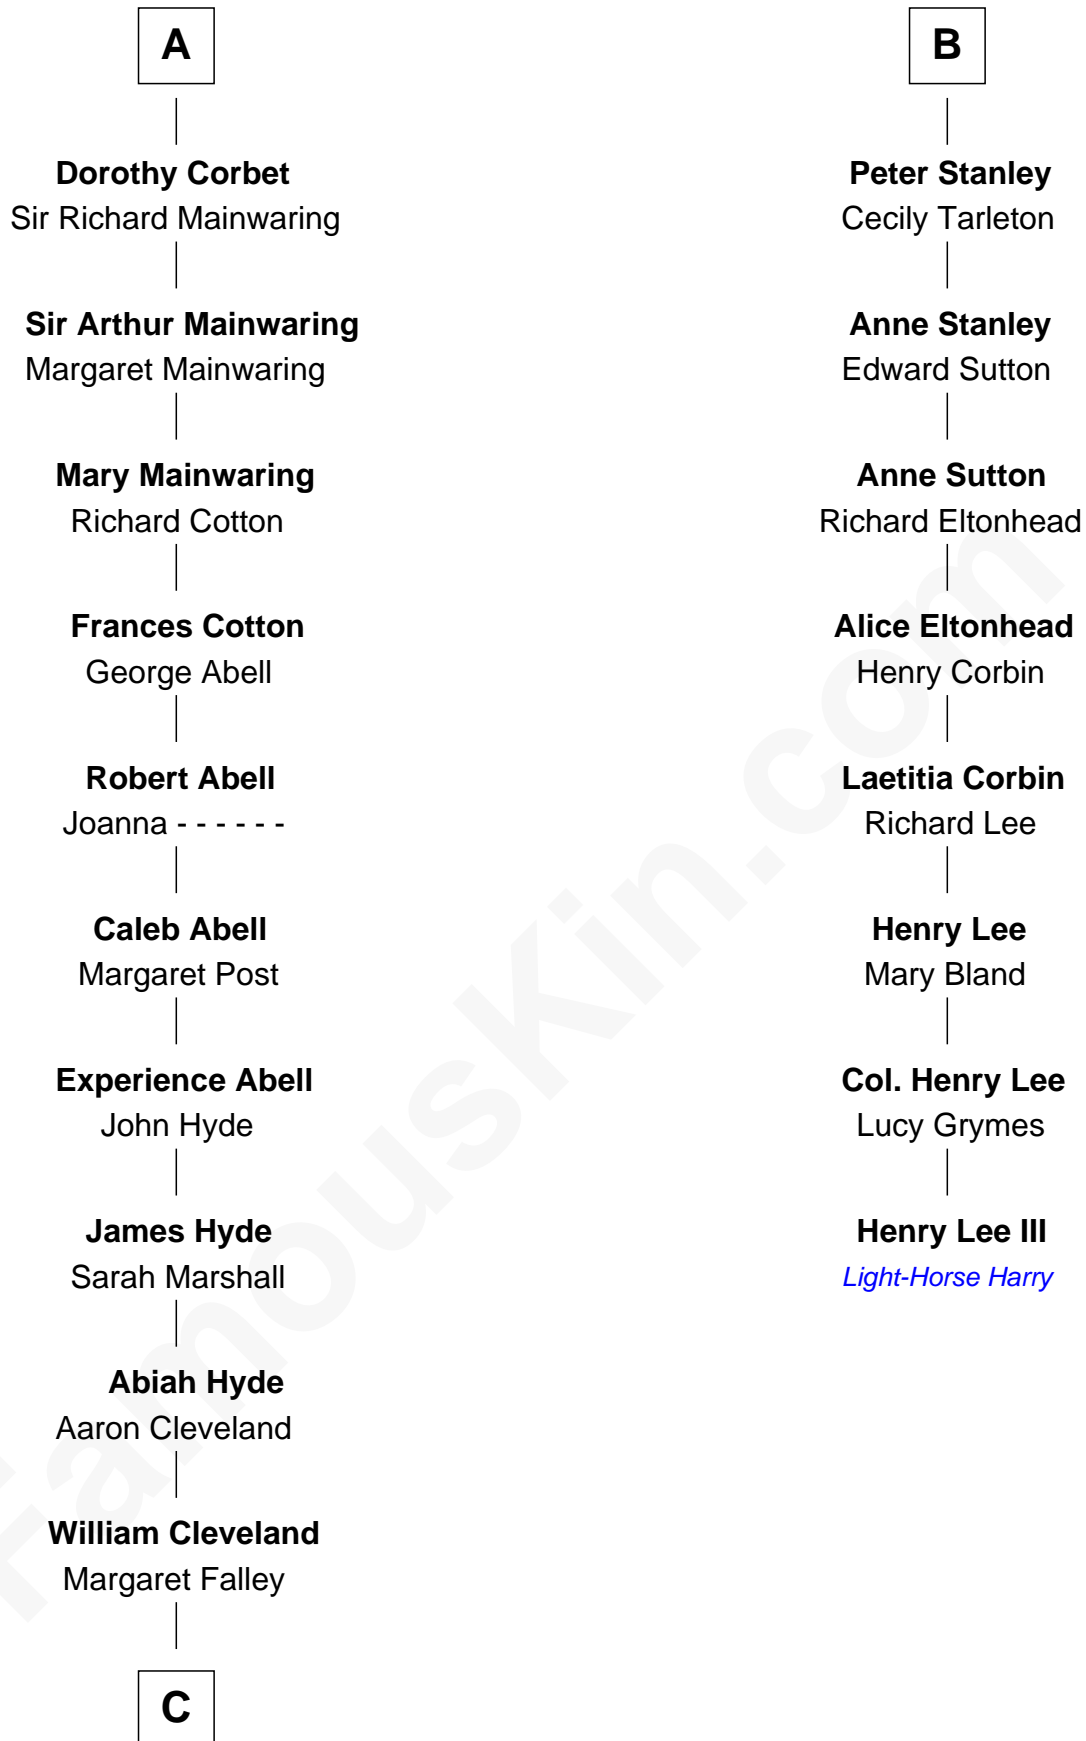 A
Dorothy Corbet
Sir Richard Mainwaring
Sir Arthur Mainwaring
Margaret Mainwaring
Mary Mainwaring
Richard Cotton
Frances Cotton
George Abell
Robert Abell
Joanna - - - - - -
Caleb Abell
Margaret Post
Experience Abell
John Hyde
James Hyde
Sarah Marshall
Abiah Hyde
Aaron Cleveland
William Cleveland
Margaret Falley
C
B
Peter Stanley
Cecily Tarleton
Anne Stanley
Edward Sutton
Anne Sutton
Richard Eltonhead
Alice Eltonhead
Henry Corbin
Laetitia Corbin
Richard Lee
Henry Lee
Mary Bland
Col. Henry Lee
Lucy Grymes
Henry Lee III
Light-Horse Harry
FamousKin.com